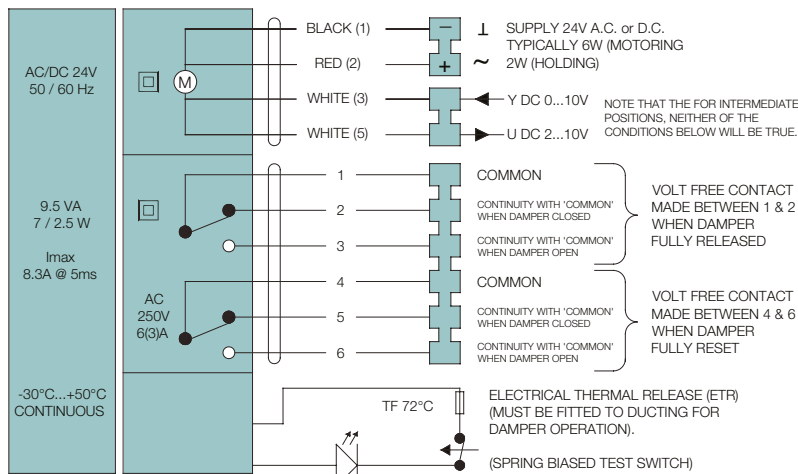 AC/DC 24V
50 / 60 Hz
9.5 VA
7 / 2.5 W
Imax
8.3A @ 5ms
-30°C...+50°C
CONTINUOUS
M
AC
250V
6(3)A
BLACK (1)
RED (2)
WHITE (3)
WHITE (5)
1
2
3
4
5
6
− ⊥ SUPPLY 24V A.C. or D.C.
TYPICALLY 6W (MOTORING
+ ~ 2W (HOLDING)
Y DC 0...10V
U DC 2...10V
NOTE THAT THE FOR INTERMEDIATE
POSITIONS, NEITHER OF THE
CONDITIONS BELOW WILL BE TRUE.
COMMON
CONTINUITY WITH 'COMMON'
WHEN DAMPER CLOSED
CONTINUITY WITH 'COMMON'
WHEN DAMPER OPEN
VOLT FREE CONTACT
MADE BETWEEN 1 & 2
WHEN DAMPER
FULLY RELEASED
COMMON
CONTINUITY WITH 'COMMON'
WHEN DAMPER CLOSED
CONTINUITY WITH 'COMMON'
WHEN DAMPER OPEN
VOLT FREE CONTACT
MADE BETWEEN 4 & 6
WHEN DAMPER
FULLY RESET
TF 72°C
ELECTRICAL THERMAL RELEASE (ETR)
(MUST BE FITTED TO DUCTING FOR
DAMPER OPERATION).
(SPRING BIASED TEST SWITCH)